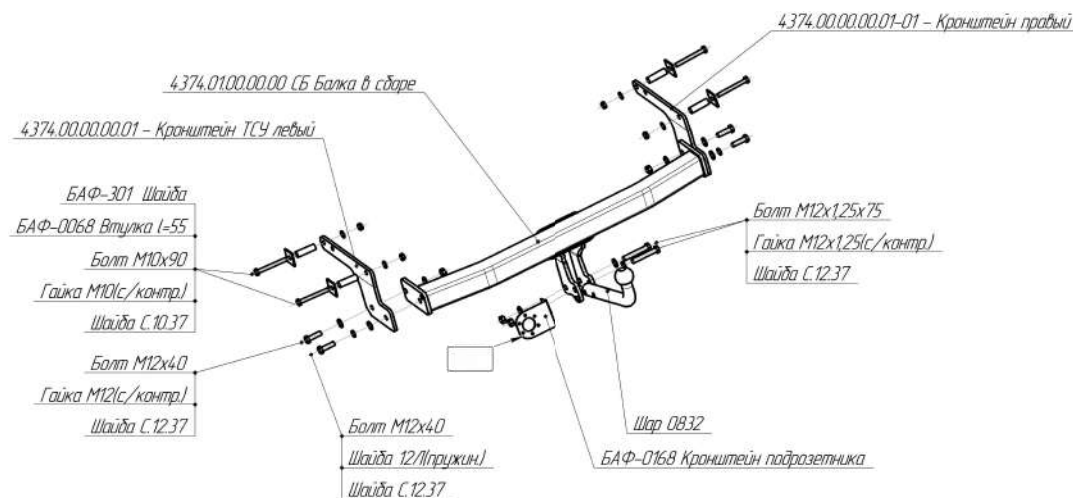 4374.00.00.00.01-01 – Кронштейн правый
4374.01.00.00.00 СБ Балка в сборе
4374.00.00.00.01 – Кронштейн ТСУ левый
БАФ-301 Шайба
БАФ-0068 Втулка l=55
Болт М10х90
Гайка М10(с/контр.)
Шайба С.10.37
Болт М12х40
Гайка М12(с/контр.)
Шайба С.12.37
Болт М12х40
Шайба 12Л(пружин.)
Шайба С.12.37
Болт М12х1,25х75
Гайка М12х1,25(с/контр.)
Шайба С.12.37
Шар 0832
БАФ-0168 Кронштейн подрозетника